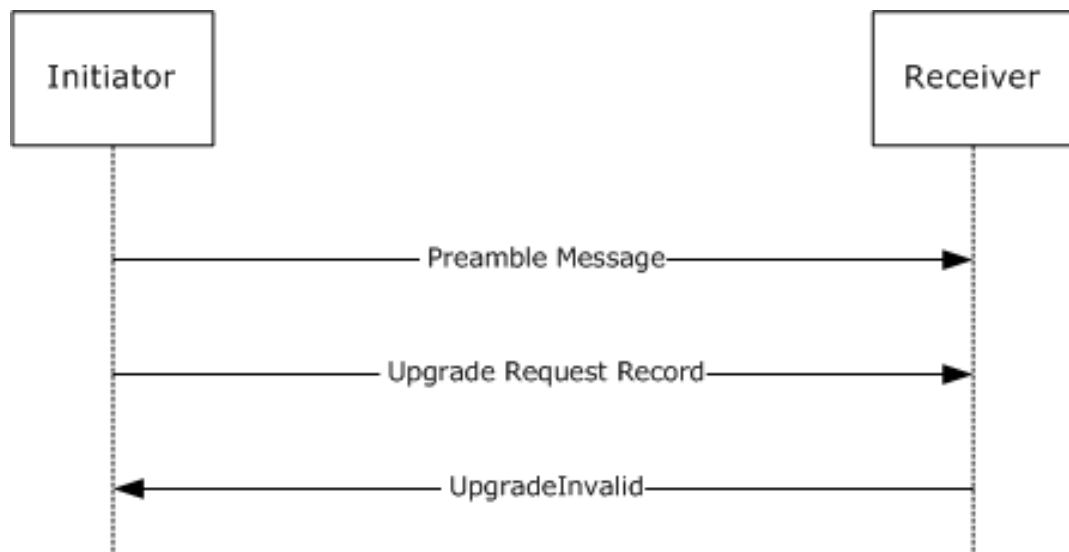 Initiator
Receiver
Preamble Message
Upgrade Request Record
UpgradeInvalid